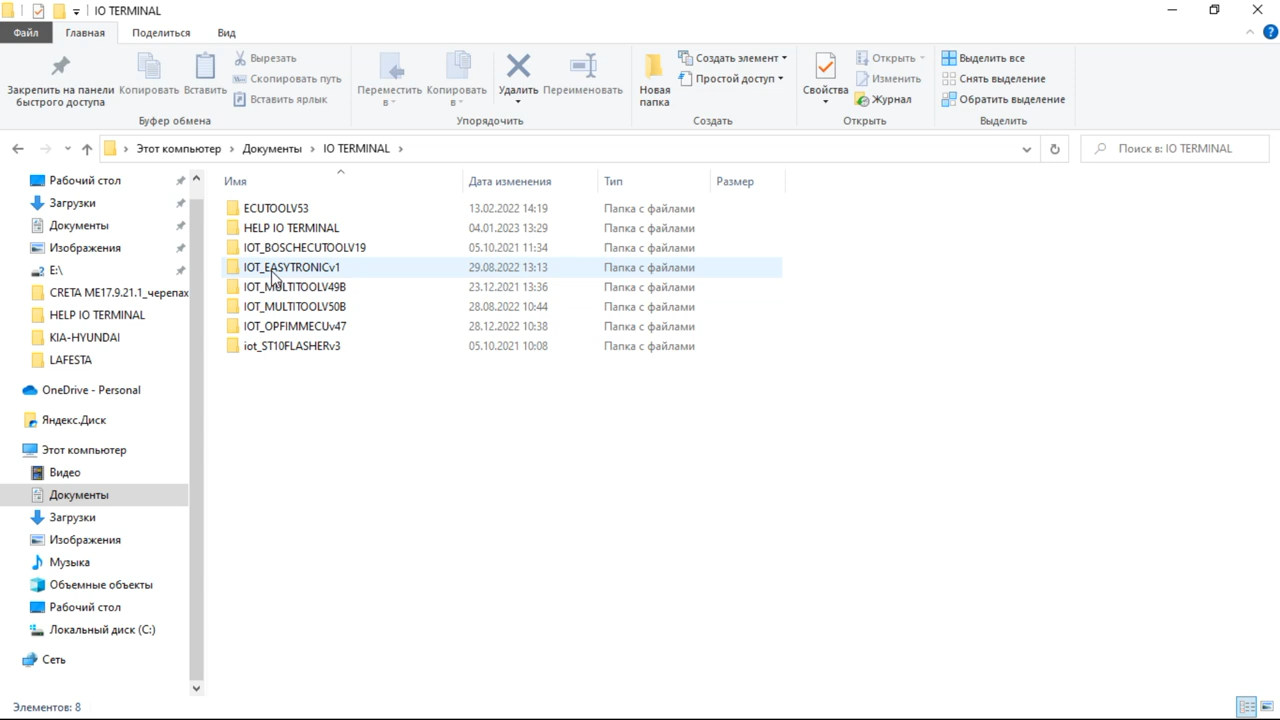 IO TERMINAL
Файл Главная Поделиться Вид
Закрепить на панели быстрого доступа
Копировать
Вставить
Вырезать
Скопировать путь
Вставить ярлык
Буфер обмена
Переместить в
Копировать в
Удалить
Переименовать
Упорядочить
Новая папка
Создать элемент
Простой доступ
Создать
Свойства
Открыть
Изменить
Журнал
Открыть
Выделить все
Снять выделение
Обратить выделение
Выделить
Этот компьютер › Документы › IO TERMINAL ›
Поиск в: IO TERMINAL
Рабочий стол
Загрузки
Документы
Изображения
E:\
CRETA ME17.9.21.1_черепах
HELP IO TERMINAL
KIA-HYUNDAI
LAFESTA
OneDrive - Personal
Яндекс.Диск
Этот компьютер
Видео
Документы
Загрузки
Изображения
Музыка
Объемные объекты
Рабочий стол
Локальный диск (C:)
Сеть
Имя Дата изменения Тип Размер
ECUTOOLV53 13.02.2022 14:19 Папка с файлами
HELP IO TERMINAL 04.01.2023 13:29 Папка с файлами
IOT_BOSCHECUTOOLV19 05.10.2021 11:34 Папка с файлами
IOT_EASYTRONICv1 29.08.2022 13:13 Папка с файлами
IOT_MULTITOOLV49B 23.12.2021 13:36 Папка с файлами
IOT_MULTITOOLV50B 28.08.2022 10:44 Папка с файлами
IOT_OPFIMMECUv47 28.12.2022 10:38 Папка с файлами
iot_ST10FLASHERv3 05.10.2021 10:08 Папка с файлами
Элементов: 8